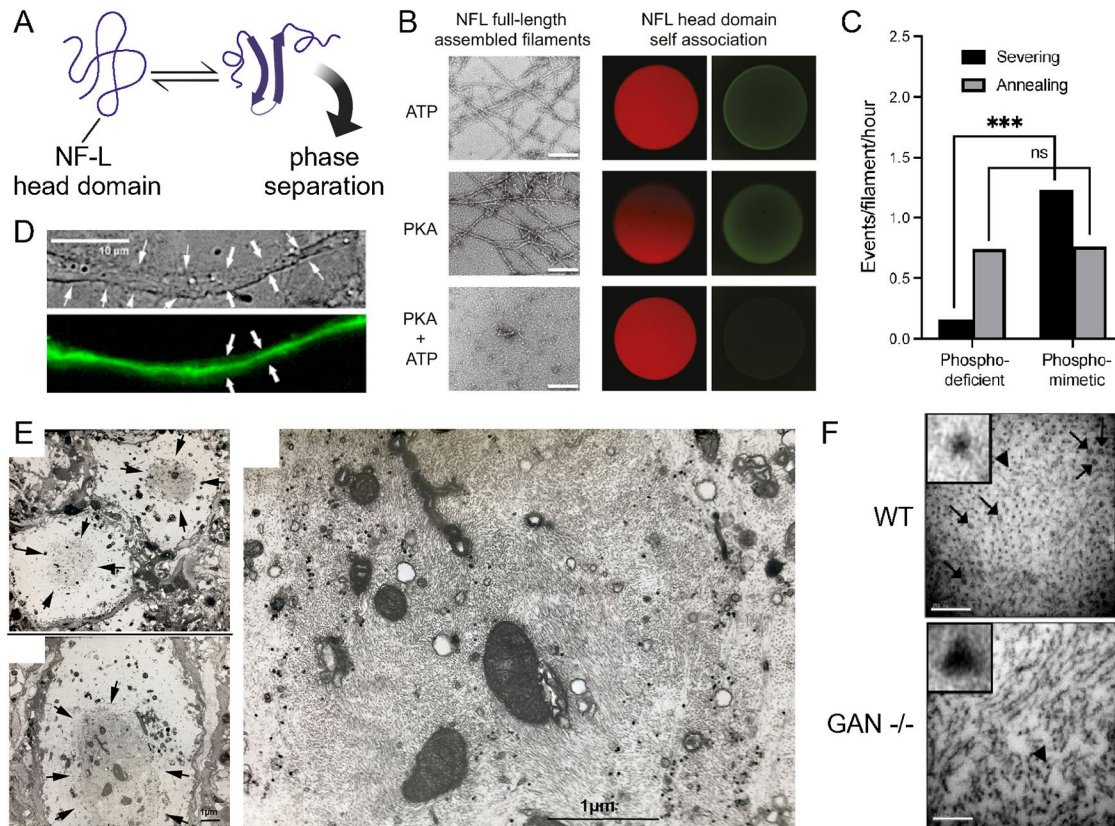 A
NF-L
head domain
phase
separation
B
NFL full-length
assembled filaments
NFL head domain
self association
ATP
PKA
PKA
+
ATP
C
Severing
Annealing
***
ns
Events/filament/hour
2.5
2.0
1.5
1.0
0.5
0.0
Phospho-
deficient
Phospho-
mimetic
D
10 µm
E
1µm
1µm
F
WT
GAN -/-